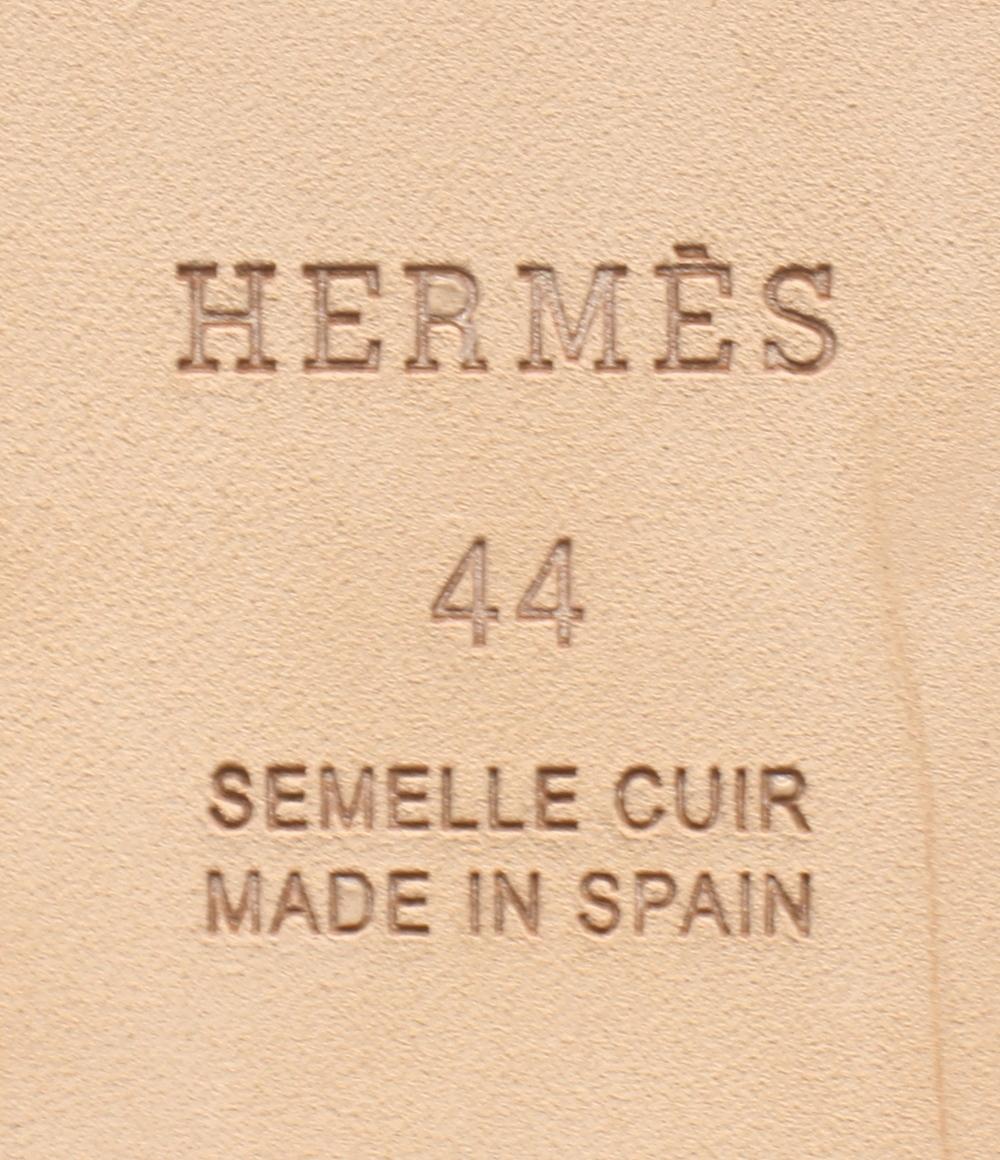 HERMÈS
44
SEMELLE CUIR
MADE IN SPAIN